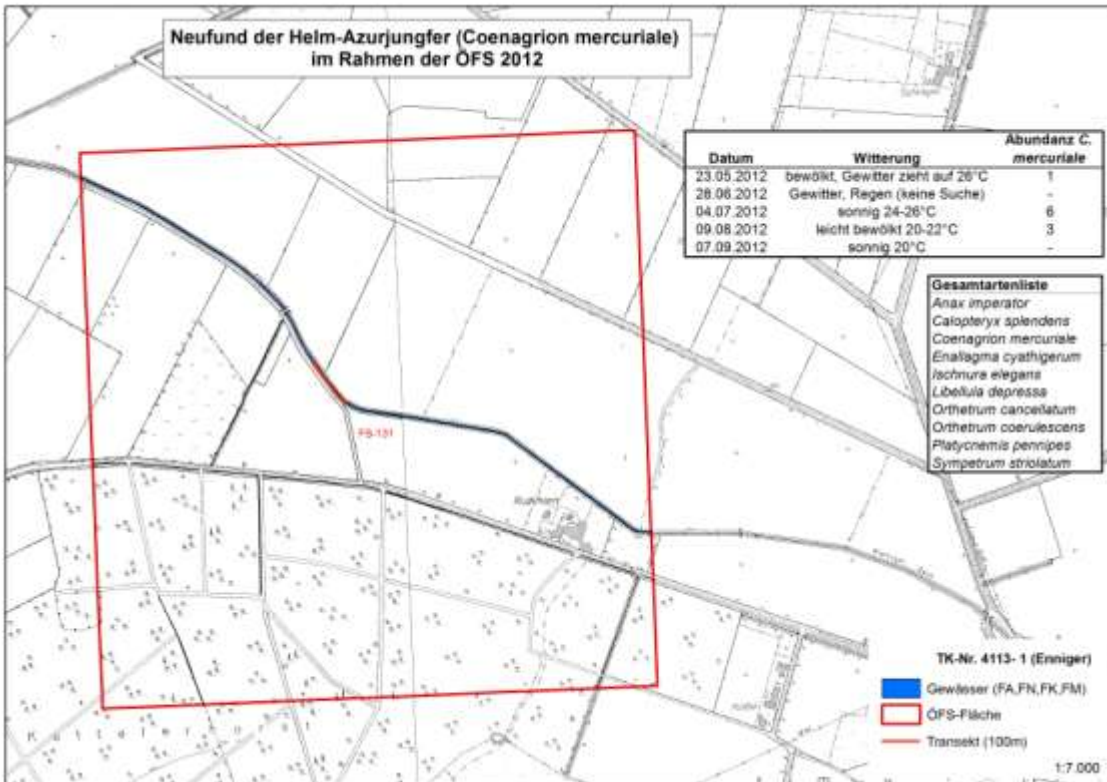 Neufund der Helm-Azurjungfer (Coenagrion mercuriale)
im Rahmen der ÖFS 2012
Datum Witterung Abundanz C. mercuriale
23.05.2012 bewölkt, Gewitter zieht auf 26°C 1
28.06.2012 Gewitter, Regen (keine Suche) -
04.07.2012 sonnig 24-26°C 6
09.08.2012 leicht bewölkt 20-22°C 3
07.09.2012 sonnig 20°C -
Gesamtartenliste
Anax imperator
Calopteryx splendens
Coenagrion mercuriale
Enallagma cyathigerum
Ischnura elegans
Libellula depressa
Orthetrum cancellatum
Orthetrum coerulescens
Platycnemis pennipes
Sympetrum striolatum
TK-Nr. 4113- 1 (Enniger)
Gewässer (FA,FN,FK,FM)
ÖFS-Fläche
Transekt (100m)
1:7.000